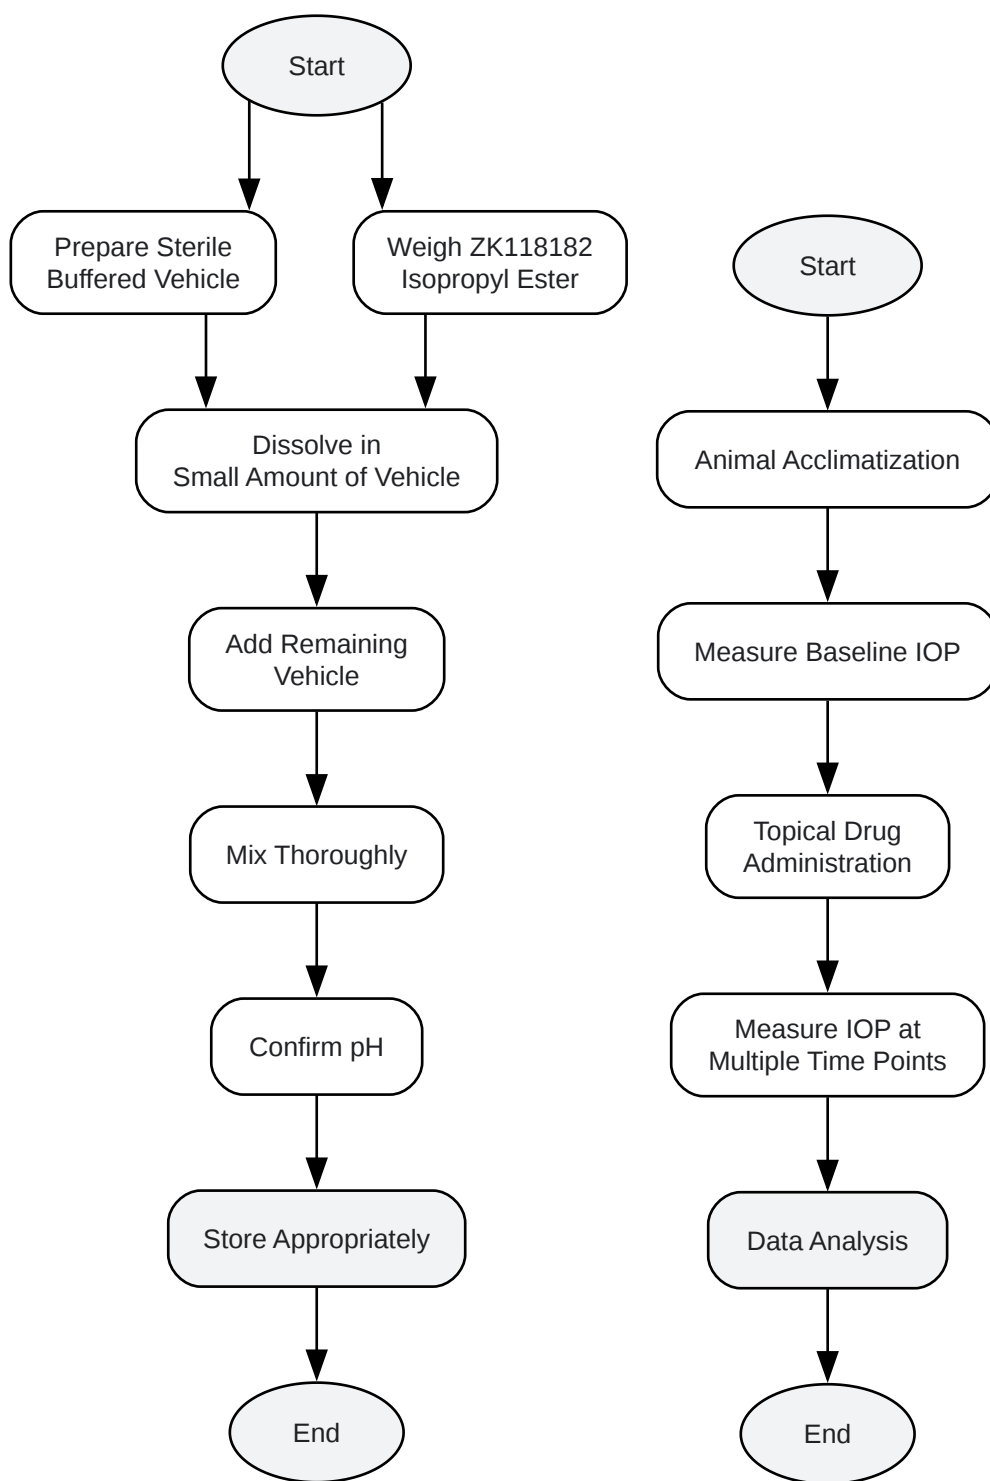 Start
Prepare Sterile
Buffered Vehicle
Weigh ZK118182
Isopropyl Ester
Dissolve in
Small Amount of Vehicle
Add Remaining
Vehicle
Mix Thoroughly
Confirm pH
Store Appropriately
End
Start
Animal Acclimatization
Measure Baseline IOP
Topical Drug
Administration
Measure IOP at
Multiple Time Points
Data Analysis
End